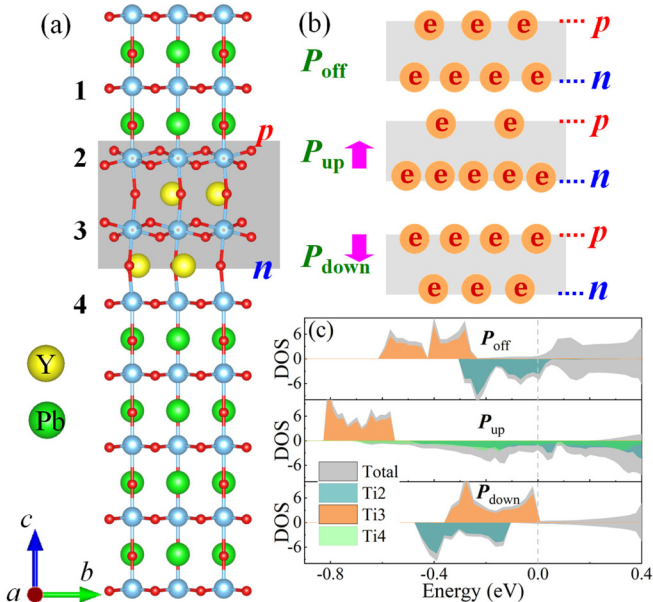 (a)
1
p
2
3
n
4
Y
Pb
c
a
b
(b)
e e e
p
P off
e e e e
n
e e
p
P up
e e e e e
n
e e e e
p
P down
e e e
n
(c)
6
P off
0
-6
DOS
6
P up
0
-6
DOS
Total
Ti2
Ti3
Ti4
6
P down
0
-6
DOS
-0.8 -0.4 0.0 0.4
Energy (eV)